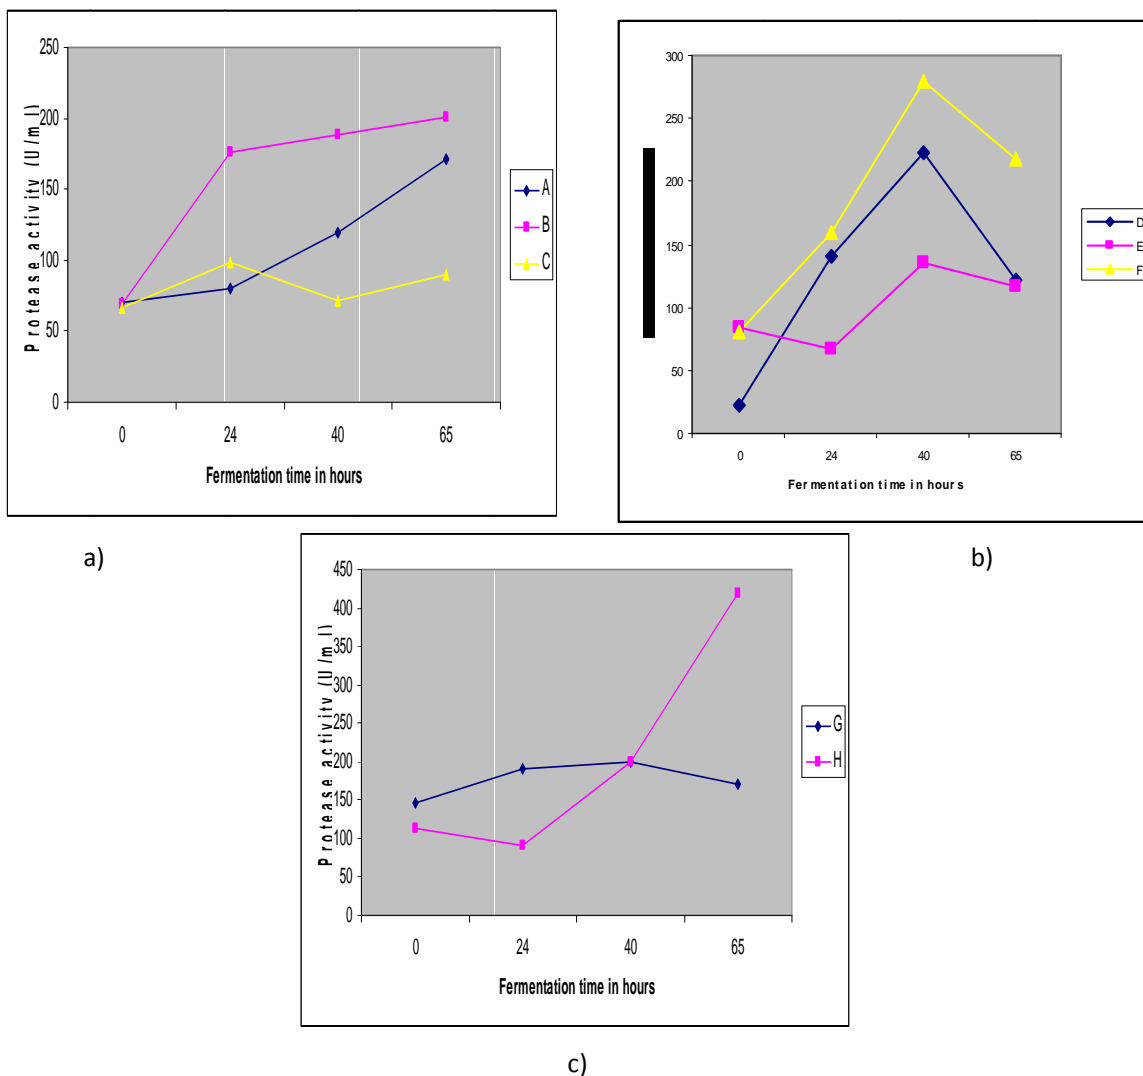 250
200
150
100
50
0
Protease activity (U/ml)
0 24 40 65
Fermentation time in hours
A
B
C
a)
300
250
200
150
100
50
0
0 24 40 65
Fermentation time in hours
D
E
F
b)
450
400
350
300
250
200
150
100
50
0
Protease activity (U/ml)
0 24 40 65
Fermentation time in hours
G
H
c)